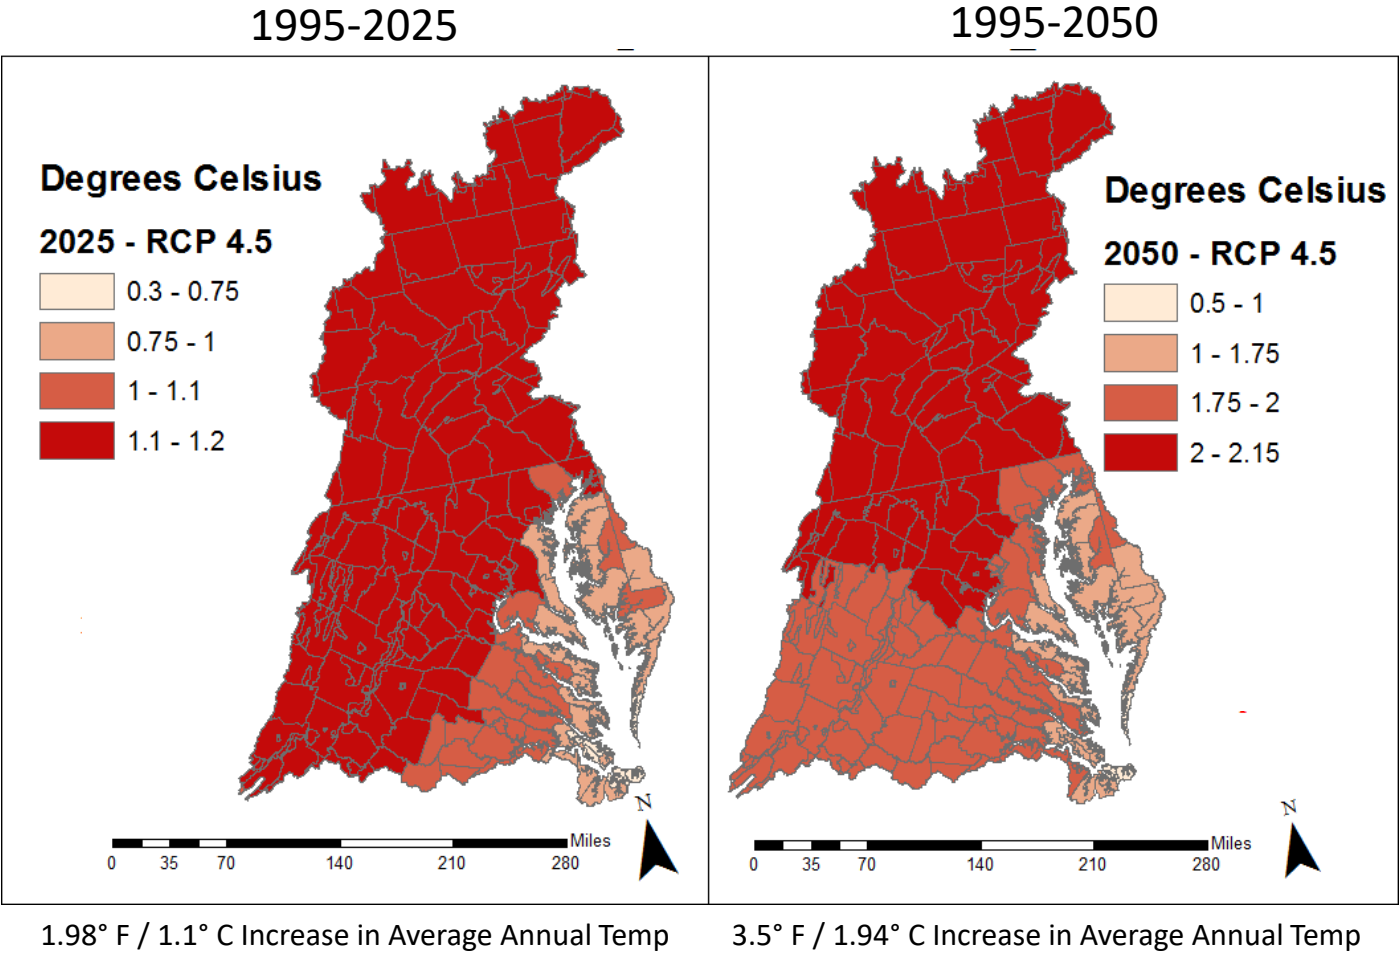 1995-2025
1995-2050
Degrees Celsius
2025 - RCP 4.5
0.3 - 0.75
0.75 - 1
1 - 1.1
1.1 - 1.2
N
Miles
0 35 70 140 210 280
Degrees Celsius
2050 - RCP 4.5
0.5 - 1
1 - 1.75
1.75 - 2
2 - 2.15
N
Miles
0 35 70 140 210 280
1.98° F / 1.1° C Increase in Average Annual Temp
3.5° F / 1.94° C Increase in Average Annual Temp